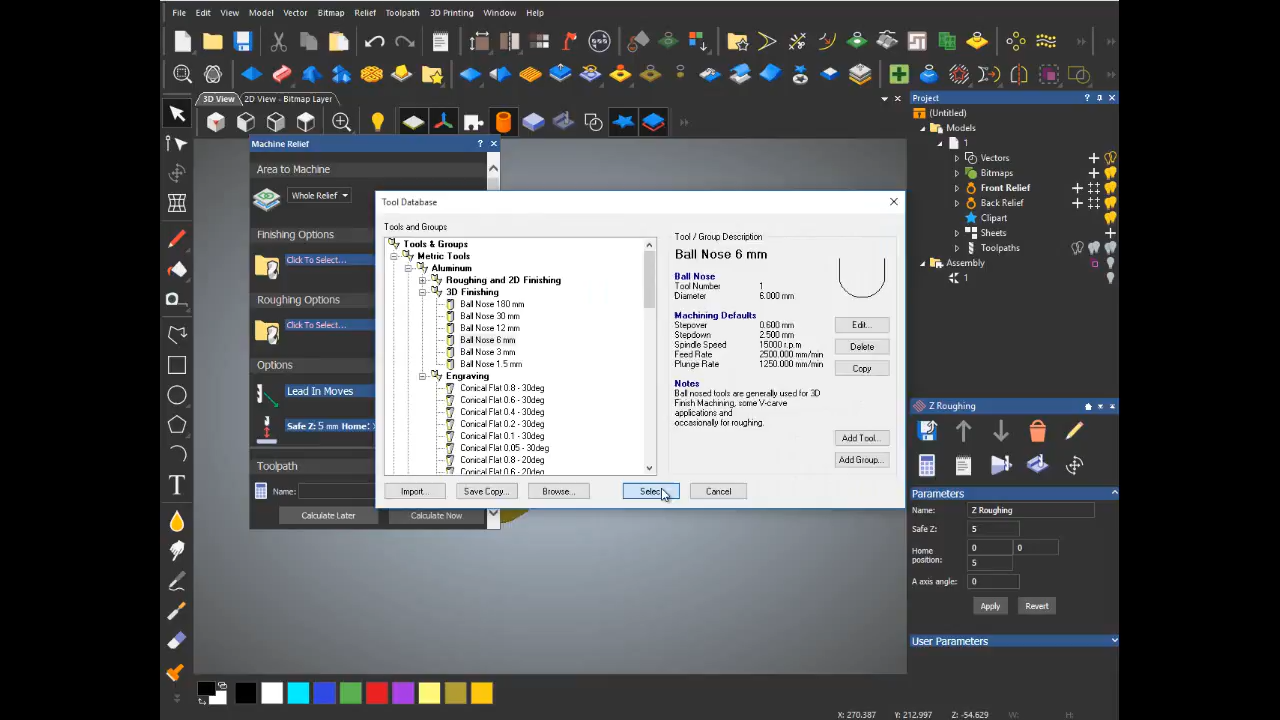 File Edit View Model Vector Bitmap Relief Toolpath 3D Printing Window Help
3D View 2D View - Bitmap Layer
Machine Relief
Area to Machine
Whole Relief
Finishing Options
Click To Select...
Roughing Options
Click To Select...
Options
Lead In Moves
Safe Z: 5 mm Home:
Toolpath
Name:
Calculate Later Calculate Now
Tool Database
Tools and Groups
Tools & Groups
Metric Tools
Aluminum
Roughing and 2D Finishing
3D Finishing
Ball Nose 180 mm
Ball Nose 30 mm
Ball Nose 12 mm
Ball Nose 6 mm
Ball Nose 3 mm
Ball Nose 1.5 mm
Engraving
Conical Flat 0.8 - 30deg
Conical Flat 0.6 - 30deg
Conical Flat 0.4 - 30deg
Conical Flat 0.2 - 30deg
Conical Flat 0.1 - 30deg
Conical Flat 0.05 - 30deg
Conical Flat 0.8 - 20deg
Conical Flat 0.6 - 20deg
Tool / Group Description
Ball Nose 6 mm
Ball Nose
Tool Number 1
Diameter 6.000 mm
Machining Defaults
Stepover 0.600 mm
Stepdown 2.500 mm
Spindle Speed 15000 r.p.m
Feed Rate 2500.000 mm/min
Plunge Rate 1250.000 mm/min
Notes
Ball nosed tools are generally used for 3D
Finish Machining, some V-carve
applications and
occasionally for roughing.
Edit...
Delete
Copy
Add Tool...
Add Group...
Import... Save Copy... Browse... Select Cancel
Project
(Untitled)
Models
1
Vectors
Bitmaps
Front Relief
Back Relief
Clipart
Sheets
Toolpaths
Assembly
1
Z Roughing
Parameters
Name: Z Roughing
Safe Z: 5
Home position: 0 0
5
A axis angle: 0
Apply Revert
User Parameters
X: 270.387 Y: 212.997 Z: -54.629 W: H: